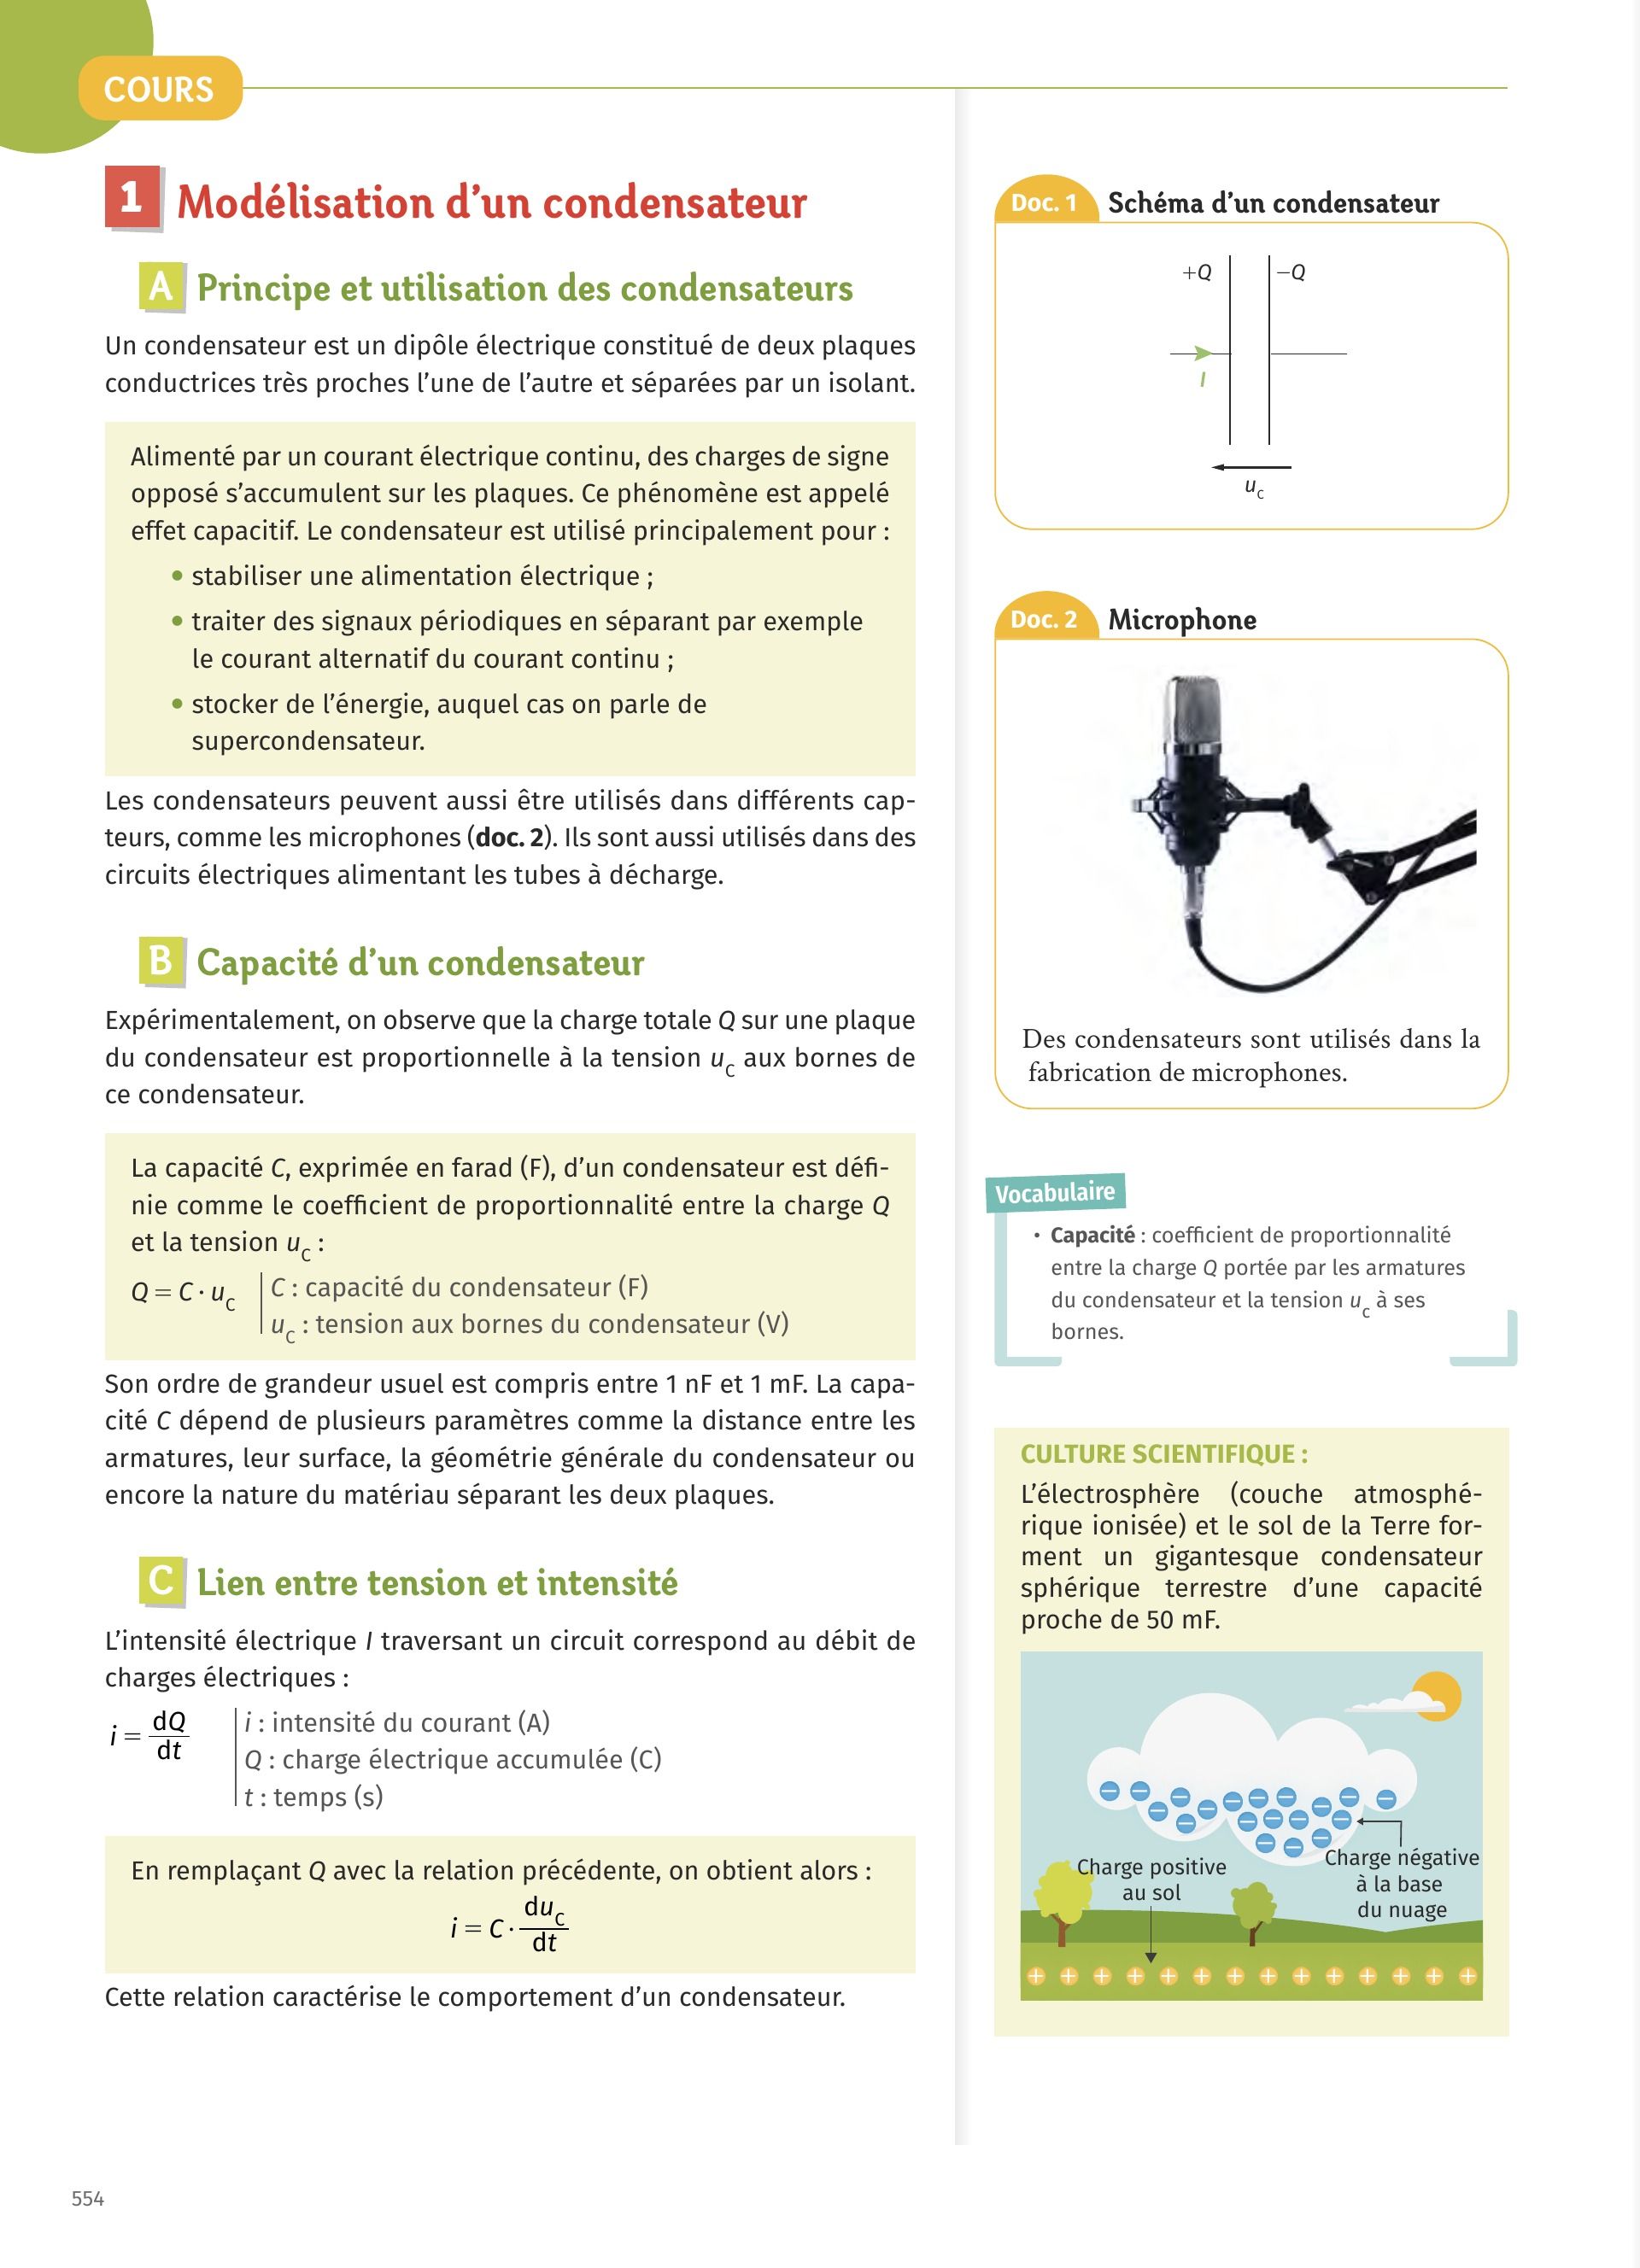 COURS
1 Modélisation d’un condensateur
A Principe et utilisation des condensateurs
Un condensateur est un dipôle électrique constitué de deux plaques
conductrices très proches l’une de l’autre et séparées par un isolant.
Alimenté par un courant électrique continu, des charges de signe
opposé s’accumulent sur les plaques. Ce phénomène est appelé
effet capacitif. Le condensateur est utilisé principalement pour :
• stabiliser une alimentation électrique ;
• traiter des signaux périodiques en séparant par exemple
le courant alternatif du courant continu ;
• stocker de l’énergie, auquel cas on parle de
supercondensateur.
Les condensateurs peuvent aussi être utilisés dans différents cap-
teurs, comme les microphones (doc. 2). Ils sont aussi utilisés dans des
circuits électriques alimentant les tubes à décharge.
B Capacité d’un condensateur
Expérimentalement, on observe que la charge totale Q sur une plaque
du condensateur est proportionnelle à la tension u_C aux bornes de
ce condensateur.
La capacité C, exprimée en farad (F), d’un condensateur est défi-
nie comme le coefficient de proportionnalité entre la charge Q
et la tension u_C :
Q = C · u_C
C : capacité du condensateur (F)
u_C : tension aux bornes du condensateur (V)
Son ordre de grandeur usuel est compris entre 1 nF et 1 mF. La capa-
cité C dépend de plusieurs paramètres comme la distance entre les
armatures, leur surface, la géométrie générale du condensateur ou
encore la nature du matériau séparant les deux plaques.
C Lien entre tension et intensité
L’intensité électrique I traversant un circuit correspond au débit de
charges électriques :
i = dQ/dt
i : intensité du courant (A)
Q : charge électrique accumulée (C)
t : temps (s)
En remplaçant Q avec la relation précédente, on obtient alors :
i = C · du_C/dt
Cette relation caractérise le comportement d’un condensateur.
Doc. 1 Schéma d’un condensateur
+Q −Q
I
u_C
Doc. 2 Microphone
Des condensateurs sont utilisés dans la
fabrication de microphones.
Vocabulaire
• Capacité : coefficient de proportionnalité
entre la charge Q portée par les armatures
du condensateur et la tension u_C à ses
bornes.
CULTURE SCIENTIFIQUE :
L’électrosphère (couche atmosphé-
rique ionisée) et le sol de la Terre for-
ment un gigantesque condensateur
sphérique terrestre d’une capacité
proche de 50 mF.
Charge positive
au sol
Charge négative
à la base
du nuage
554